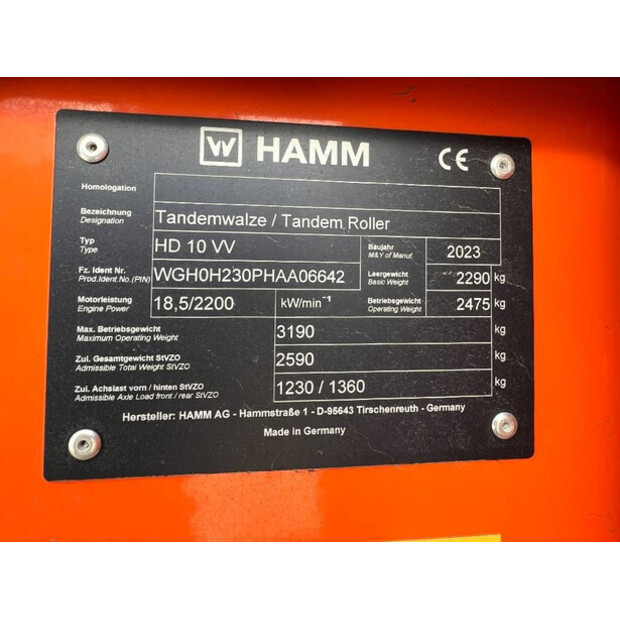 W HAMM CE
Homologation
Bezeichnung
Designation
Tandemwalze / Tandem Roller
Typ
Type
HD 10 VV
Baujahr
M&Y of Manuf.
2023
Fz. Ident Nr.
Prod.Ident.No.(PIN)
WGH0H230PHAA06642
Leergewicht
Basic Weight
2290 kg
Motorleistung
Engine Power
18,5/2200 kW/min⁻¹
Betriebsgewicht
Operating Weight
2475 kg
Max. Betriebsgewicht
Maximum Operating Weight
3190 kg
Zul. Gesamtgewicht StVZO
Admissible Total Weight StVZO
2590 kg
Zul. Achslast vorn / hinten StVZO
Admissible Axle Load front / rear StVZO
1230 / 1360 kg
Hersteller: HAMM AG - Hammstraße 1 - D-95643 Tirschenreuth - Germany
Made in Germany